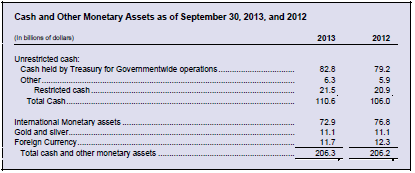 Cash and Other Monetary Assets as of September 30, 2013, and 2012
(In billions of dollars) 2013 2012
Unrestricted cash:
Cash held by Treasury for Governmentwide operations 82.8 79.2
Other 6.3 5.9
Restricted cash 21.5 20.9
Total Cash 110.6 106.0
International Monetary assets 72.9 76.8
Gold and silver 11.1 11.1
Foreign Currency 11.7 12.3
Total cash and other monetary assets 206.3 206.2